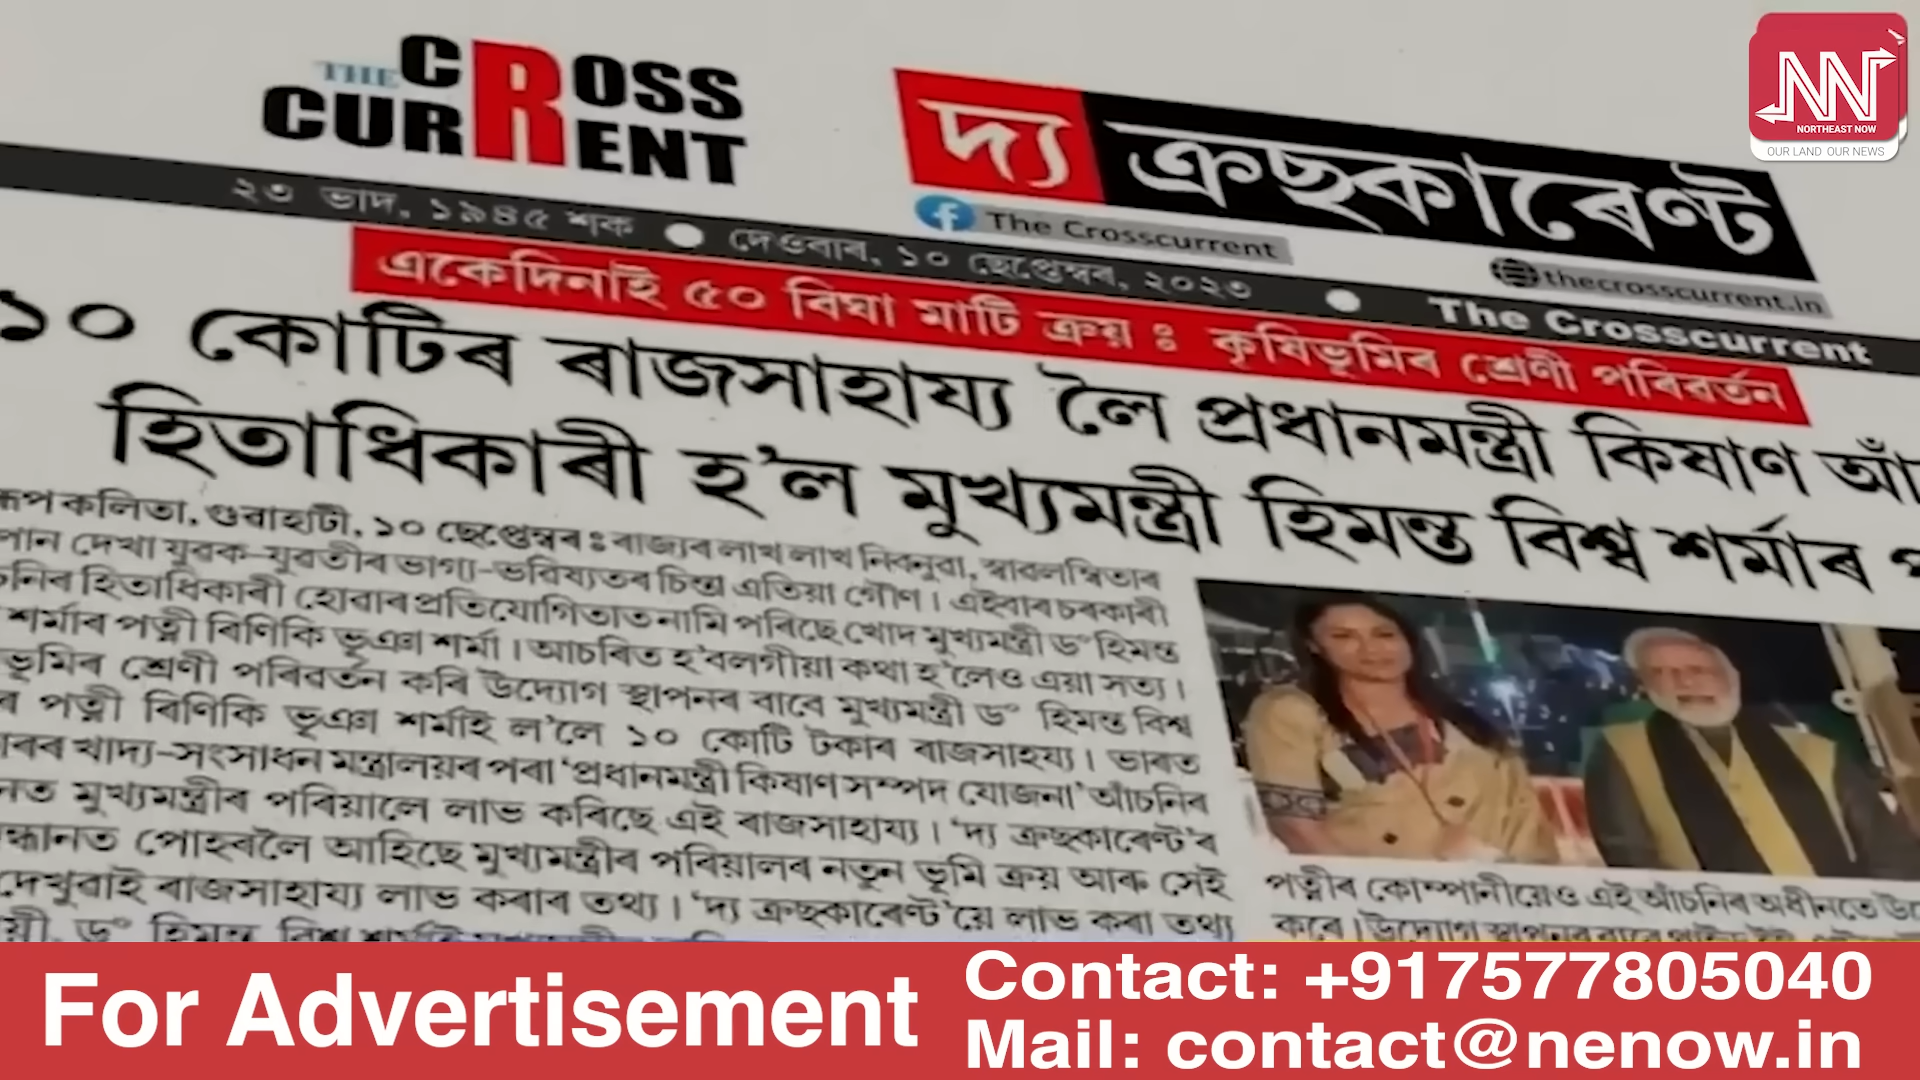 THE CROSS
CURRENT
দ্য ক্ৰছকাৰেণ্ট
NN
NORTHEAST NOW
OUR LAND OUR NEWS
The Crosscurrent
thecrosscurrent.in
২৩ ভাদ, ১৯৪৫ শক ● দেওবাৰ, ১০ ছেপ্তেম্বৰ, ২০২৩ ● The Crosscurrent
একেদিনাই ৫০ বিঘা মাটি ক্ৰয় ঃ কৃষিভূমিৰ শ্ৰেণী পৰিৱৰ্তন
১০ কোটিৰ ৰাজসাহায্য লৈ প্ৰধানমন্ত্ৰী কিষাণ
হিতাধিকাৰী হ'ল মুখ্যমন্ত্ৰী হিমন্ত বিশ্ব শৰ্মাৰ
কলিতা, গুৱাহাটী, ১০ ছেপ্তেম্বৰ ঃ ৰাজ্যৰ লাখ লাখ নিবনুৱা, স্বাৱলম্বিতাৰ
দেখা যুৱক-যুৱতীৰ ভাগ্য-ভৱিষ্যতৰ চিন্তা এতিয়া গৌণ। এইবাৰ চৰকাৰী
হিতাধিকাৰী হোৱাৰ প্ৰতিযোগিতাত নামি পৰিছে খোদ মুখ্যমন্ত্ৰী ড° হিমন্ত
শৰ্মাৰ পত্নী ৰিণিকি ভূঞা শৰ্মা। আচৰিত হ'বলগীয়া কথা হ'লেও এয়া সত্য।
ভূমিৰ শ্ৰেণী পৰিৱৰ্তন কৰি উদ্যোগ স্থাপনৰ বাবে মুখ্যমন্ত্ৰী ড° হিমন্ত বিশ্ব
পত্নী ৰিণিকি ভূঞা শৰ্মাই ল'লে ১০ কোটি টকাৰ ৰাজসাহায্য। ভাৰত
খাদ্য-সংসাধন মন্ত্ৰালয়ৰ পৰা 'প্ৰধানমন্ত্ৰী কিষাণ সম্পদ যোজনা' আঁচনিৰ
মুখ্যমন্ত্ৰীৰ পৰিয়ালে লাভ কৰিছে এই ৰাজসাহায্য। 'দ্য ক্ৰছকাৰেণ্ট'ৰ
পোহৰলৈ আহিছে মুখ্যমন্ত্ৰীৰ পৰিয়ালৰ নতুন ভূমি ক্ৰয় আৰু সেই
দেখুৱাই ৰাজসাহায্য লাভ কৰাৰ তথ্য। 'দ্য ক্ৰছকাৰেণ্ট'য়ে লাভ কৰা তথ্য
ড° হিমন্ত বিশ্ব শৰ্মাই
পত্নীৰ কোম্পানীয়েও এই আঁচনিৰ অধীনতে
কৰে। উদ্যোগ স্থাপনৰ বাবে
For Advertisement
Contact: +917577805040
Mail: contact@nenow.in